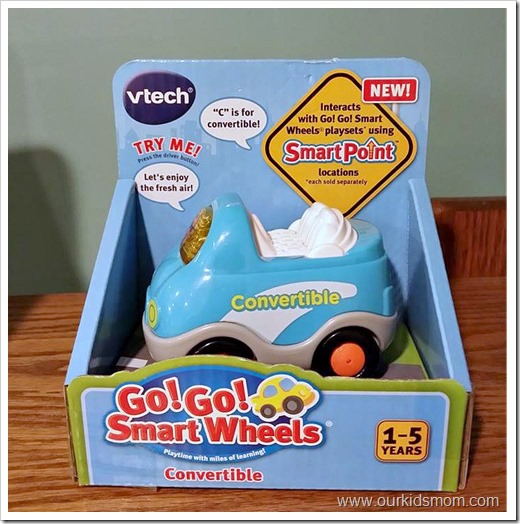 vtech®
"C" is for
convertible!
TRY ME!
Press the driver button!
Let's enjoy
the fresh air!
NEW!
Interacts
with Go! Go! Smart
Wheels® playsets* using
SmartPoint™
locations
*each sold separately
Convertible
Go! Go!
Smart Wheels®
Playtime with miles of learning!
Convertible
1-5
YEARS
www.ourkidsmom.com